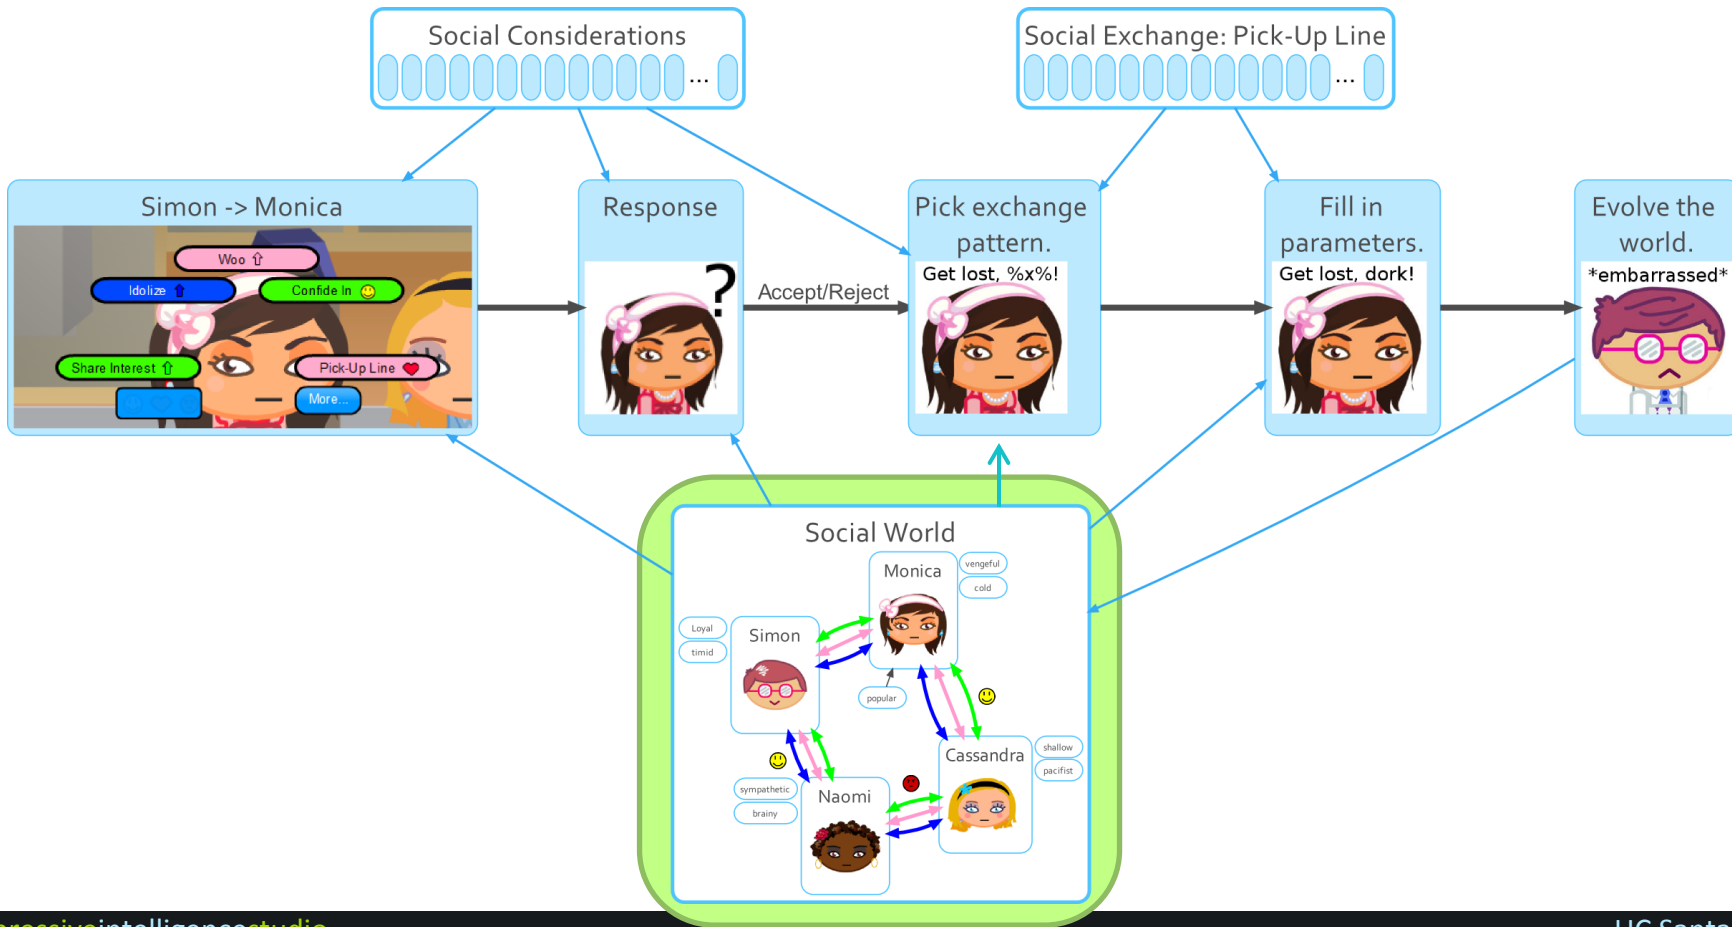 Social Considerations
...
Social Exchange: Pick-Up Line
...
Simon -> Monica
Woo
Idolize
Confide In
Share Interest
Pick-Up Line
More...
Response
?
Accept/Reject
Pick exchange
pattern.
Get lost, %x%!
Fill in
parameters.
Get lost, dork!
Evolve the
world.
*embarrassed*
Social World
Monica
vengeful
cold
Loyal
timid
Simon
popular
Cassandra
shallow
pacifist
sympathetic
brainy
Naomi